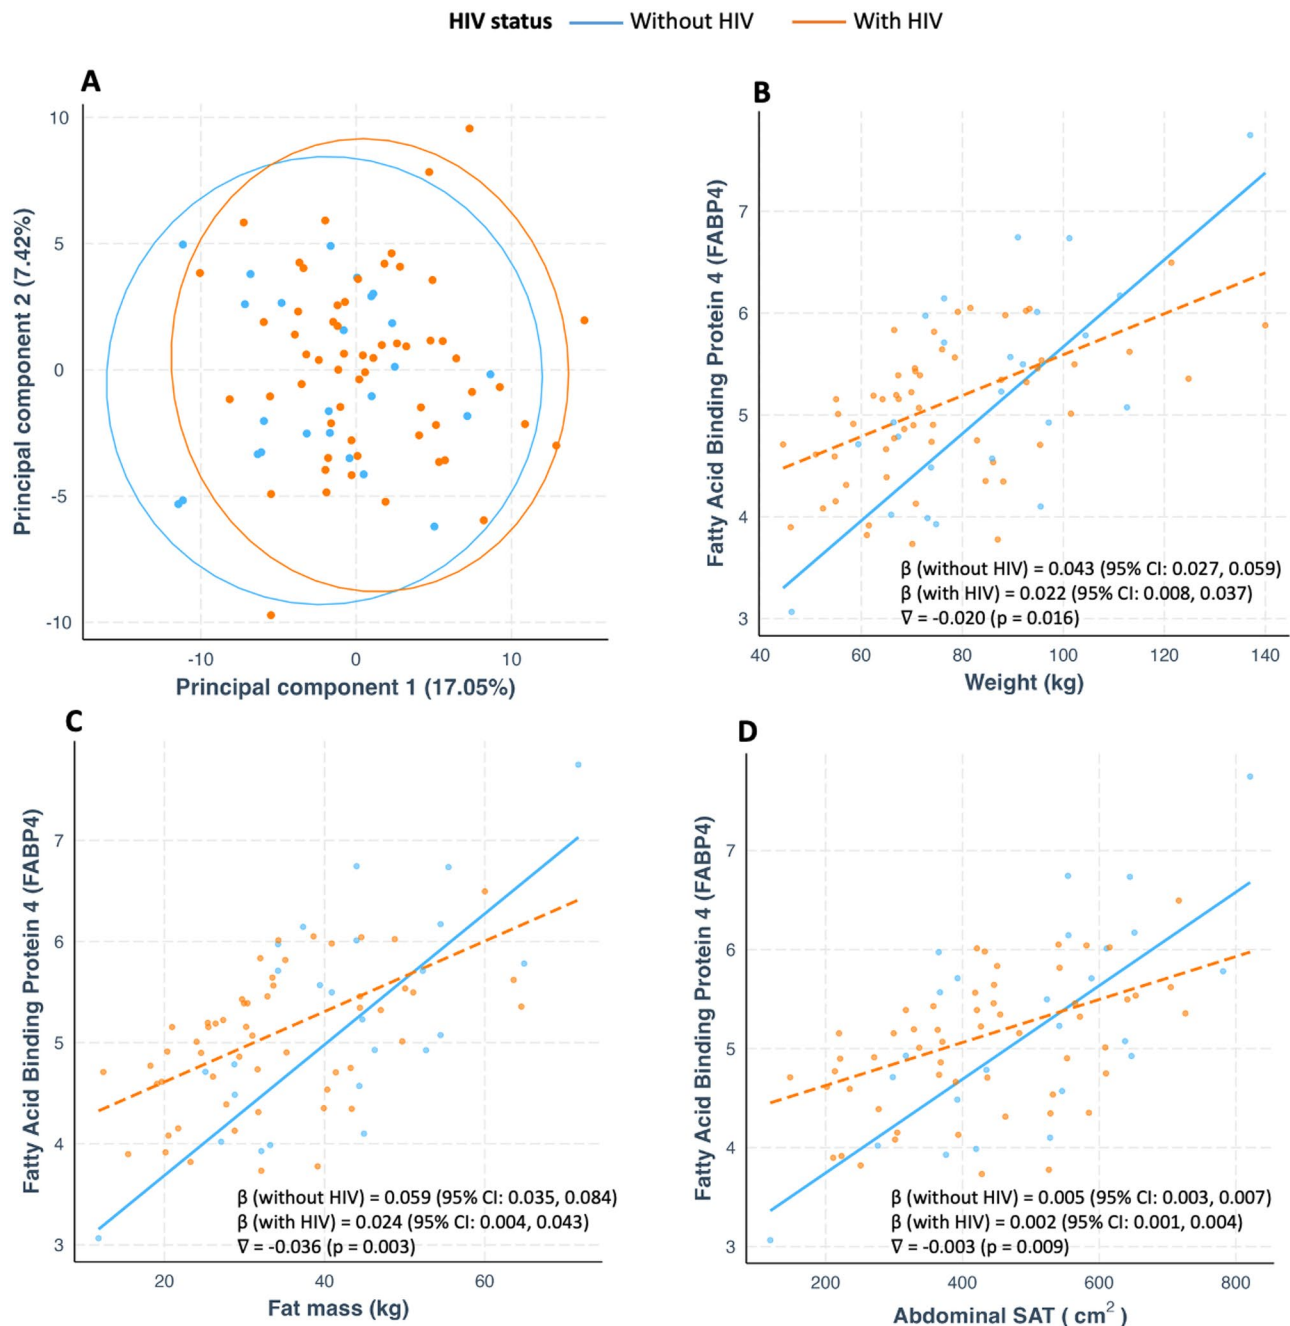 HIV status Without HIV With HIV
A
10
5
0
-5
-10
-10 0 10
Principal component 2 (7.42%)
Principal component 1 (17.05%)
B
7
6
5
4
3
40 60 80 100 120 140
Fatty Acid Binding Protein 4 (FABP4)
Weight (kg)
β (without HIV) = 0.043 (95% CI: 0.027, 0.059)
β (with HIV) = 0.022 (95% CI: 0.008, 0.037)
∇ = -0.020 (p = 0.016)
C
7
6
5
4
3
20 40 60
Fatty Acid Binding Protein 4 (FABP4)
Fat mass (kg)
β (without HIV) = 0.059 (95% CI: 0.035, 0.084)
β (with HIV) = 0.024 (95% CI: 0.004, 0.043)
∇ = -0.036 (p = 0.003)
D
7
6
5
4
3
200 400 600 800
Fatty Acid Binding Protein 4 (FABP4)
Abdominal SAT ( cm² )
β (without HIV) = 0.005 (95% CI: 0.003, 0.007)
β (with HIV) = 0.002 (95% CI: 0.001, 0.004)
∇ = -0.003 (p = 0.009)